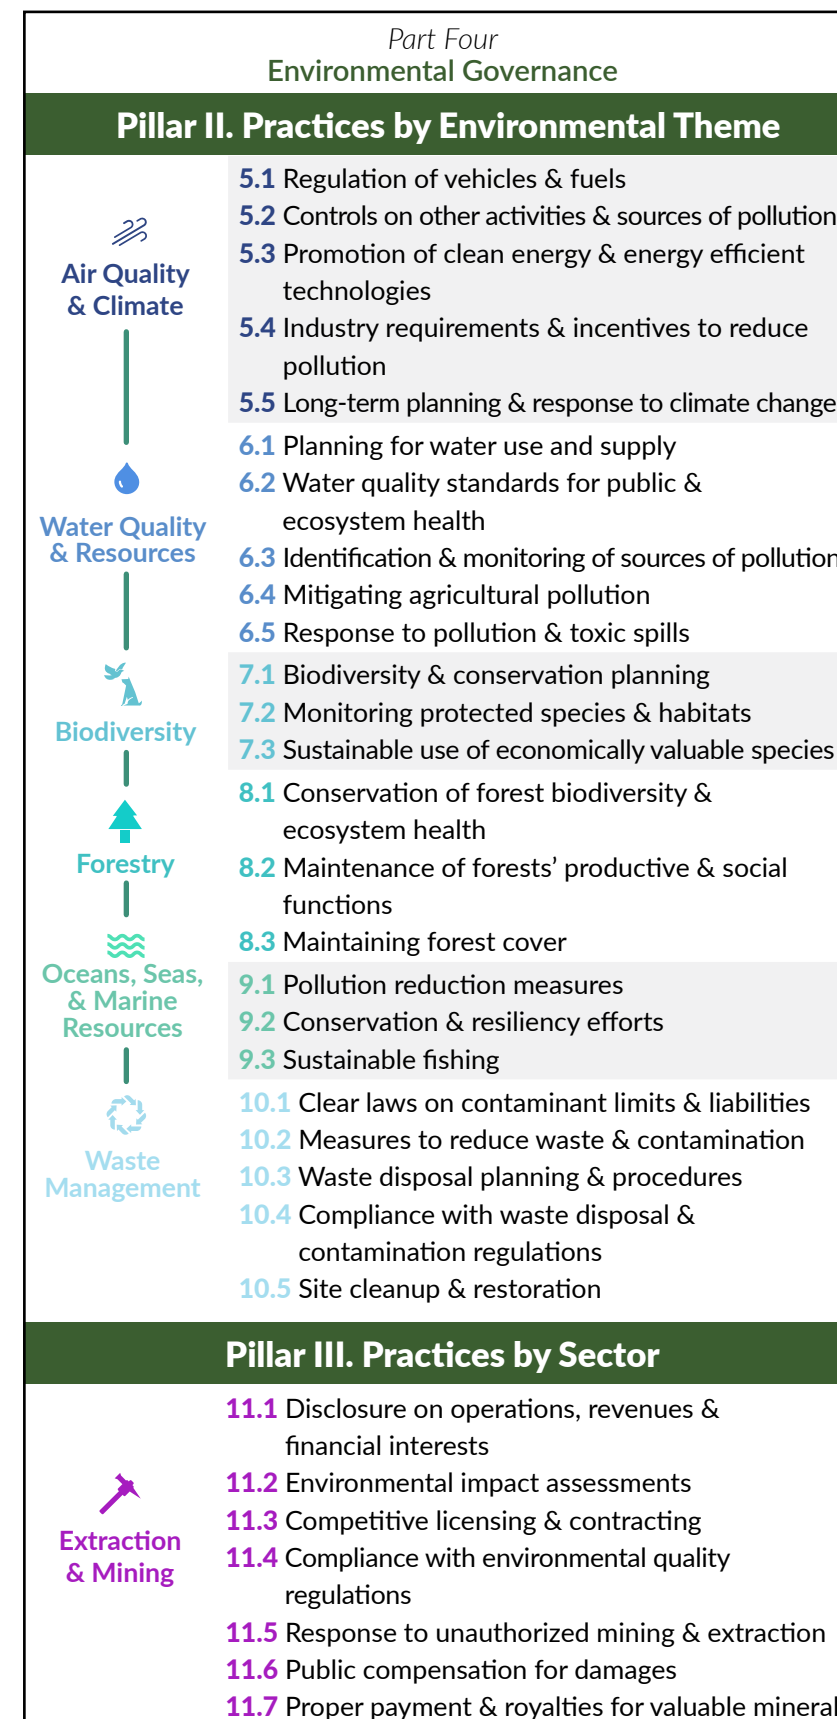 Part Four
Environmental Governance
Pillar II. Practices by Environmental Theme
Air Quality
& Climate
5.1 Regulation of vehicles & fuels
5.2 Controls on other activities & sources of pollution
5.3 Promotion of clean energy & energy efficient
technologies
5.4 Industry requirements & incentives to reduce
pollution
5.5 Long-term planning & response to climate change
Water Quality
& Resources
6.1 Planning for water use and supply
6.2 Water quality standards for public &
ecosystem health
6.3 Identification & monitoring of sources of pollution
6.4 Mitigating agricultural pollution
6.5 Response to pollution & toxic spills
Biodiversity
7.1 Biodiversity & conservation planning
7.2 Monitoring protected species & habitats
7.3 Sustainable use of economically valuable species
Forestry
8.1 Conservation of forest biodiversity &
ecosystem health
8.2 Maintenance of forests’ productive & social
functions
8.3 Maintaining forest cover
Oceans, Seas,
& Marine
Resources
9.1 Pollution reduction measures
9.2 Conservation & resiliency efforts
9.3 Sustainable fishing
Waste
Management
10.1 Clear laws on contaminant limits & liabilities
10.2 Measures to reduce waste & contamination
10.3 Waste disposal planning & procedures
10.4 Compliance with waste disposal &
contamination regulations
10.5 Site cleanup & restoration
Pillar III. Practices by Sector
Extraction
& Mining
11.1 Disclosure on operations, revenues &
financial interests
11.2 Environmental impact assessments
11.3 Competitive licensing & contracting
11.4 Compliance with environmental quality
regulations
11.5 Response to unauthorized mining & extraction
11.6 Public compensation for damages
11.7 Proper payment & royalties for valuable mineral